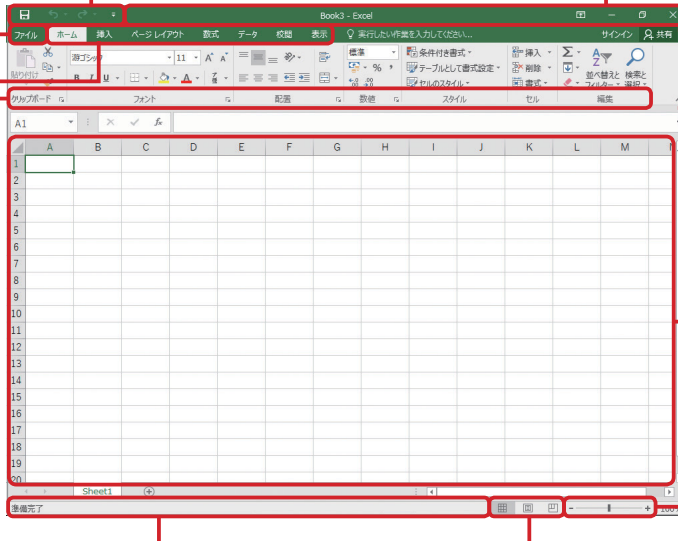 Book3 - Excel
ファイル ホーム 挿入 ページ レイアウト 数式 データ 校閲 表示 実行したい作業を入力してください... サインイン 共有
貼り付け 游ゴシック 11 A A 標準 条件付き書式 挿入 Σ
B I U A % , テーブルとして書式設定 削除 並べ替えと 検索と
セルのスタイル 書式 フィルター 選択
クリップボード フォント 配置 数値 スタイル セル 編集
A1 fx
A B C D E F G H I J K L M
1
2
3
4
5
6
7
8
9
10
11
12
13
14
15
16
17
18
19
20
Sheet1
準備完了 - + 100%